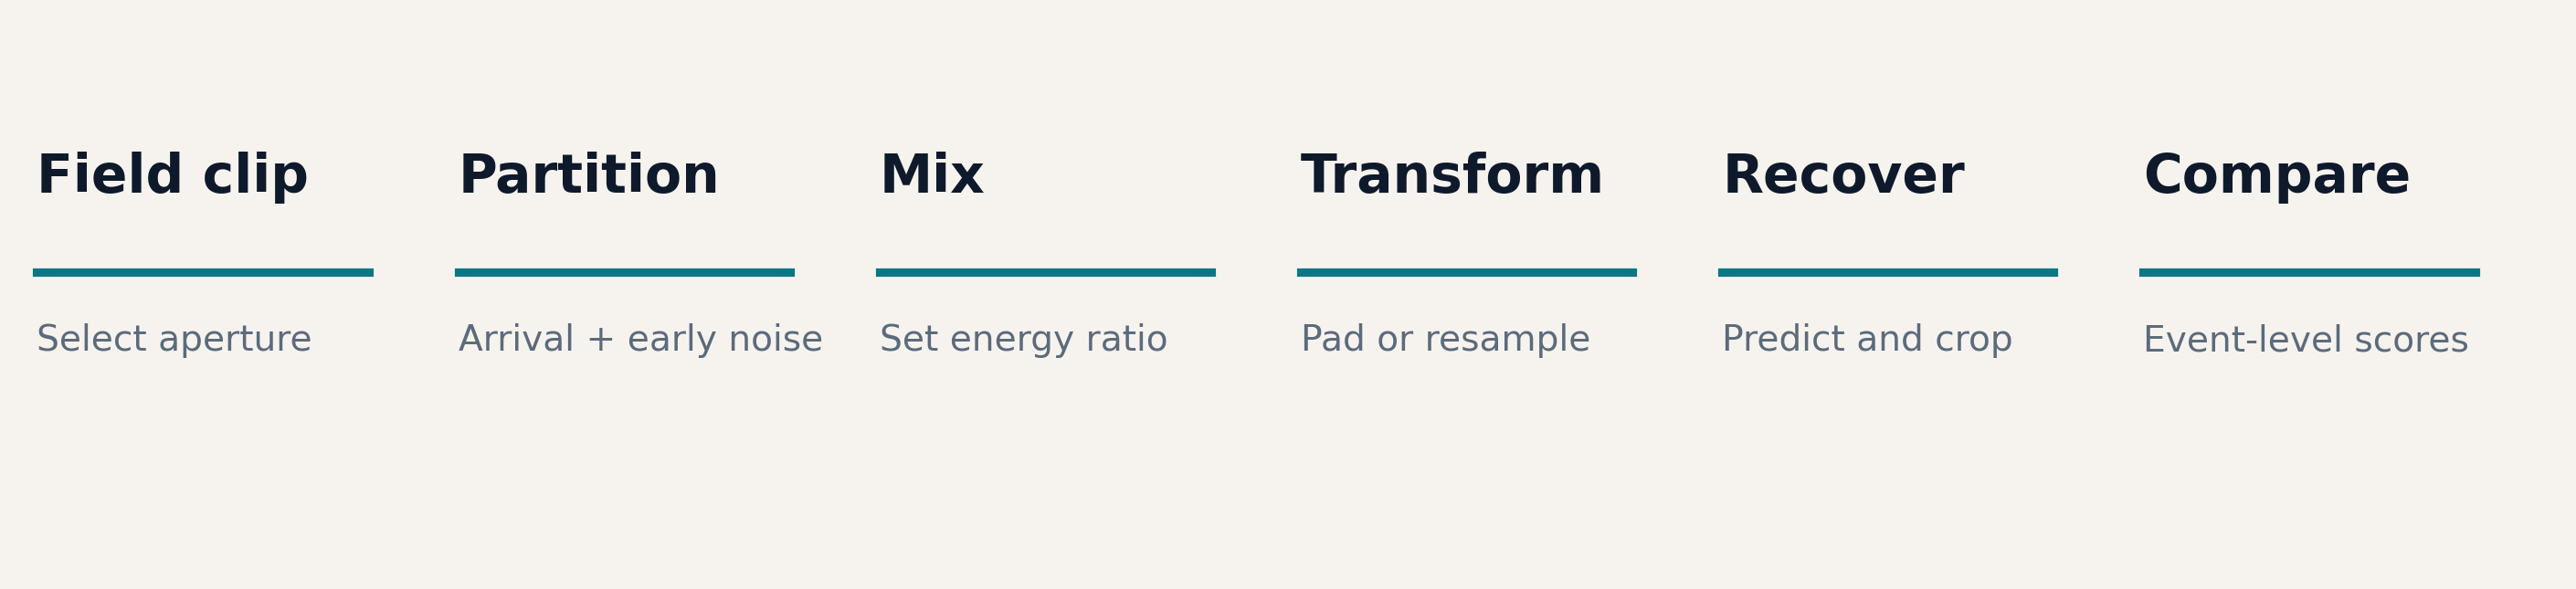 Field clip
Select aperture
Partition
Arrival + early noise
Mix
Set energy ratio
Transform
Pad or resample
Recover
Predict and crop
Compare
Event-level scores